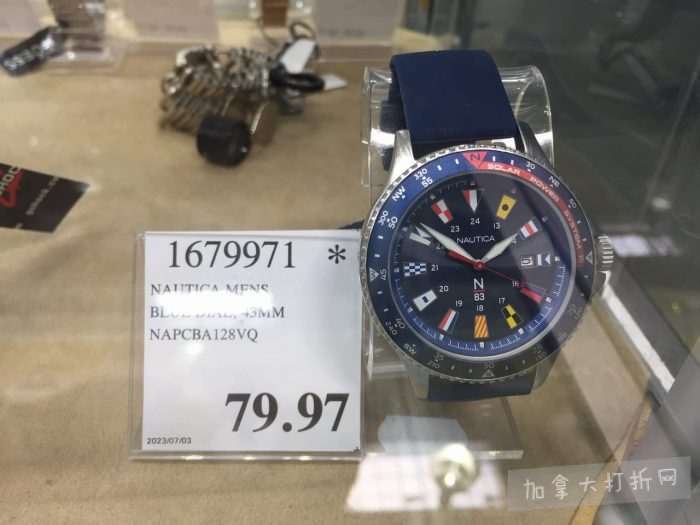 1679971 *
NAUTICA MENS
BLUE DIAL, 43MM
NAPCBA128VQ
79.97
2023/07/03
N SOLAR POWER SYSTEM
NAUTICA
N
83
加拿大打折网